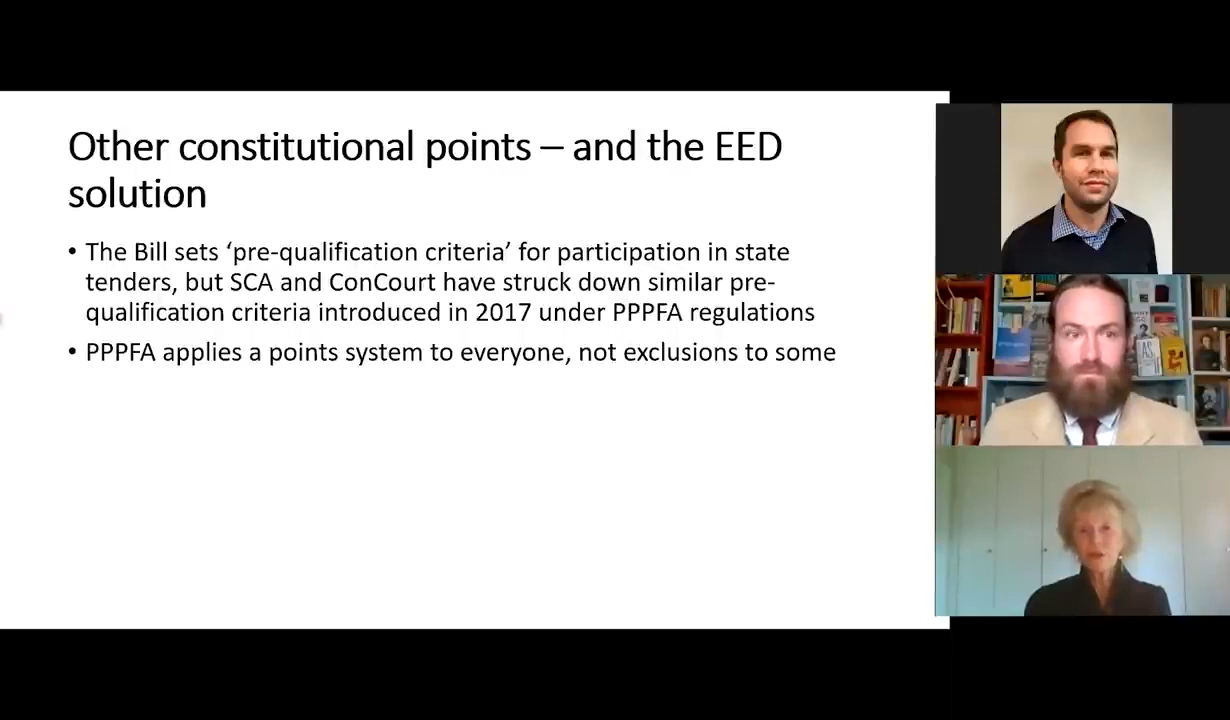 Other constitutional points – and the EED
solution
• The Bill sets ‘pre-qualification criteria’ for participation in state
tenders, but SCA and ConCourt have struck down similar pre-
qualification criteria introduced in 2017 under PPPFA regulations
• PPPFA applies a points system to everyone, not exclusions to some